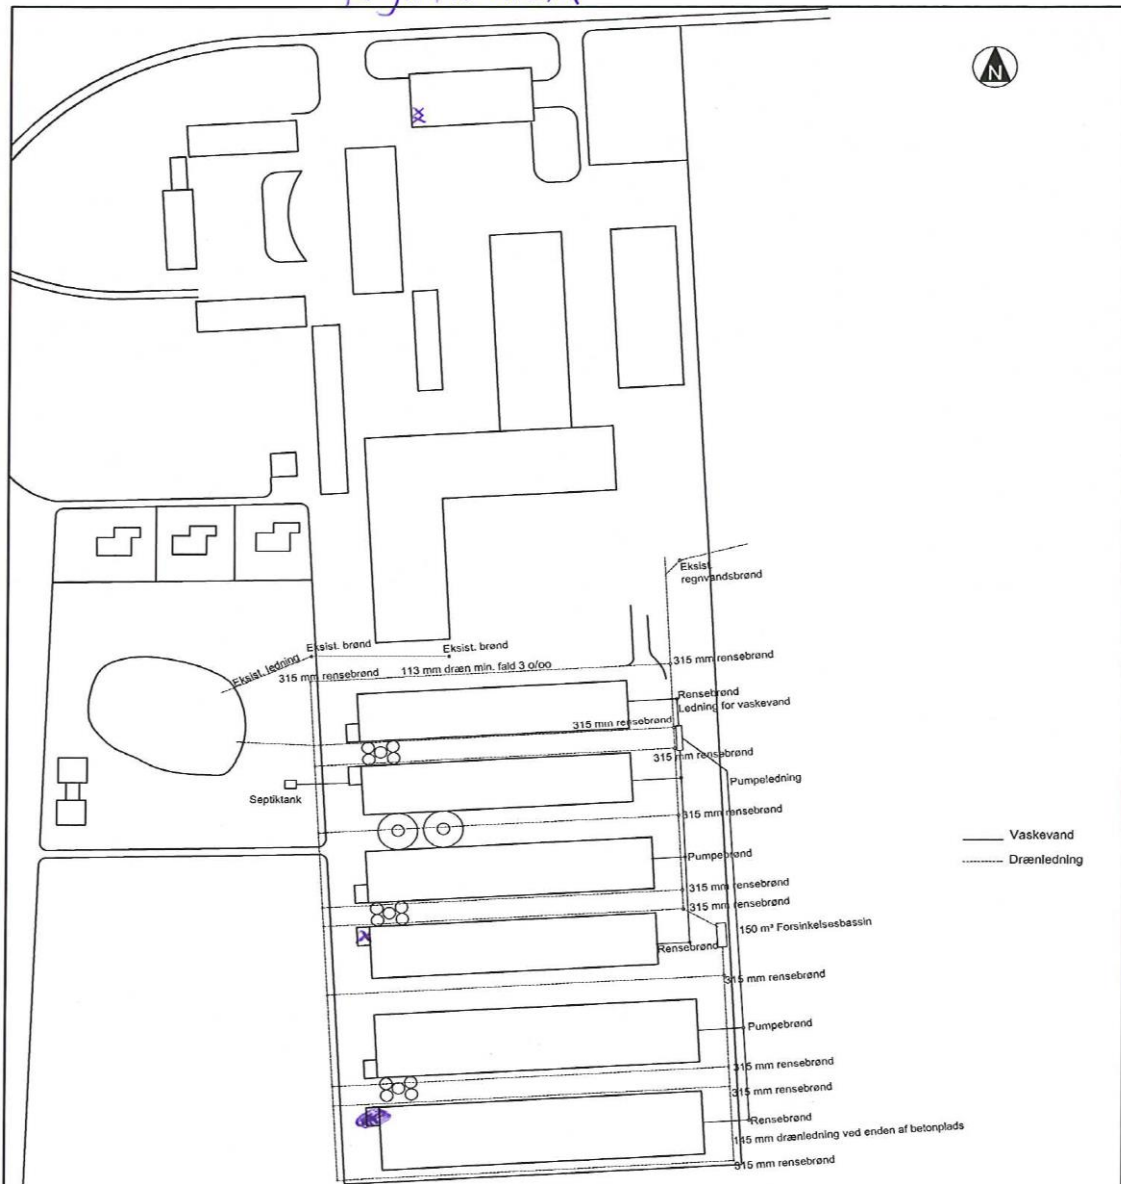 N
Eksist.
regnvandsbrønd
Eksist. brønd
Eksist. brønd
Eksist. ledning
113 mm dræn min. fald 3 o/oo
315 mm rensebrønd
315 mm rensebrønd
Rensebrønd
Ledning for vaskevand
315 mm rensebrønd
315 mm rensebrønd
Pumpeledning
Septiktank
315 mm rensebrønd
Vaskevand
Pumpebrønd
Drænledning
315 mm rensebrønd
315 mm rensebrønd
150 m³ Forsinkelsesbassin
Rensebrønd
315 mm rensebrønd
Pumpebrønd
315 mm rensebrønd
315 mm rensebrønd
Rensebrønd
145 mm drænledning ved enden af betonplads
315 mm rensebrønd